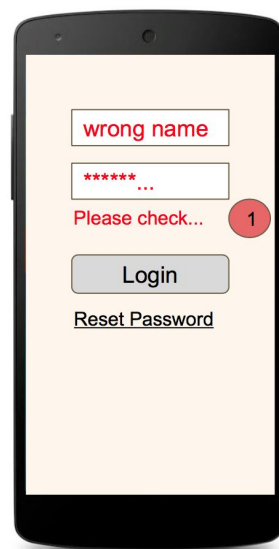 wrong name
******...
Please check...
1
Login
Reset Password